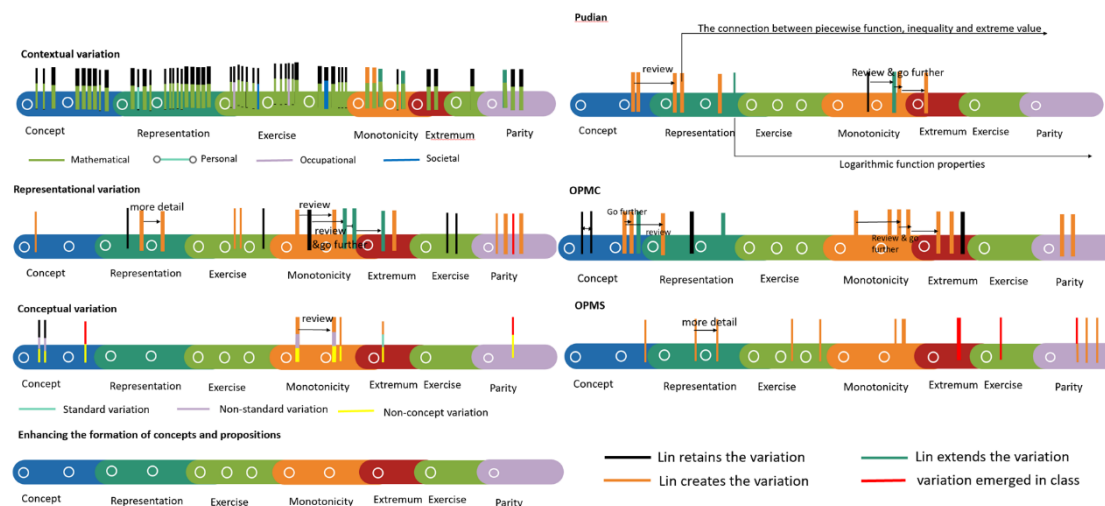 Contextual variation
Concept
Representation
Exercise
Monotonicity
Extremum
Parity
Mathematical
Personal
Occupational
Societal
Representational variation
more detail
review
review
&go further
Concept
Representation
Exercise
Monotonicity
Extremum
Exercise
Parity
Conceptual variation
review
Concept
Representation
Exercise
Monotonicity
Extremum
Exercise
Parity
Standard variation
Non-standard variation
Non-concept variation
Enhancing the formation of concepts and propositions
Concept
Representation
Exercise
Monotonicity
Extremum
Exercise
Parity
Pudian
The connection between piecewise function, inequality and extreme value
review
Review & go further
Concept
Representation
Exercise
Monotonicity
Extremum
Exercise
Parity
Logarithmic function properties
OPMC
Go further
review
Review & go
further
Concept
Representation
Exercise
Monotonicity
Extremum
Exercise
Parity
OPMS
more detail
Concept
Representation
Exercise
Monotonicity
Extremum
Exercise
Parity
Lin retains the variation
Lin extends the variation
Lin creates the variation
variation emerged in class